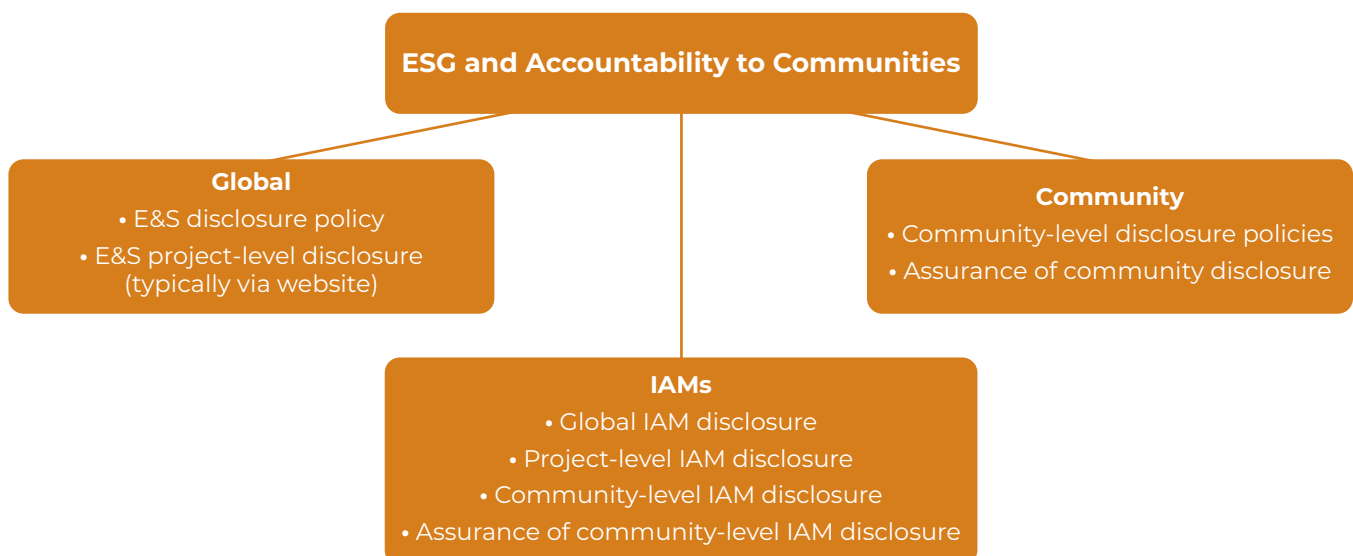 ESG and Accountability to Communities
Global
• E&S disclosure policy
• E&S project-level disclosure
(typically via website)
Community
• Community-level disclosure policies
• Assurance of community disclosure
IAMs
• Global IAM disclosure
• Project-level IAM disclosure
• Community-level IAM disclosure
• Assurance of community-level IAM disclosure